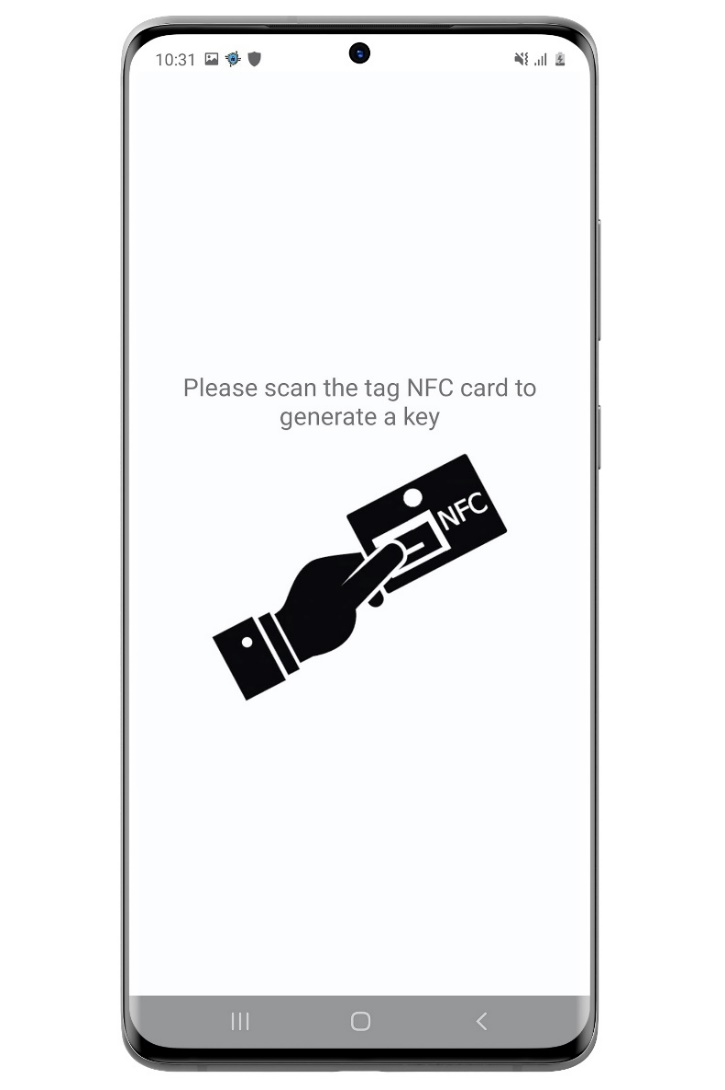 10:31
Please scan the tag NFC card to
generate a key
NFC